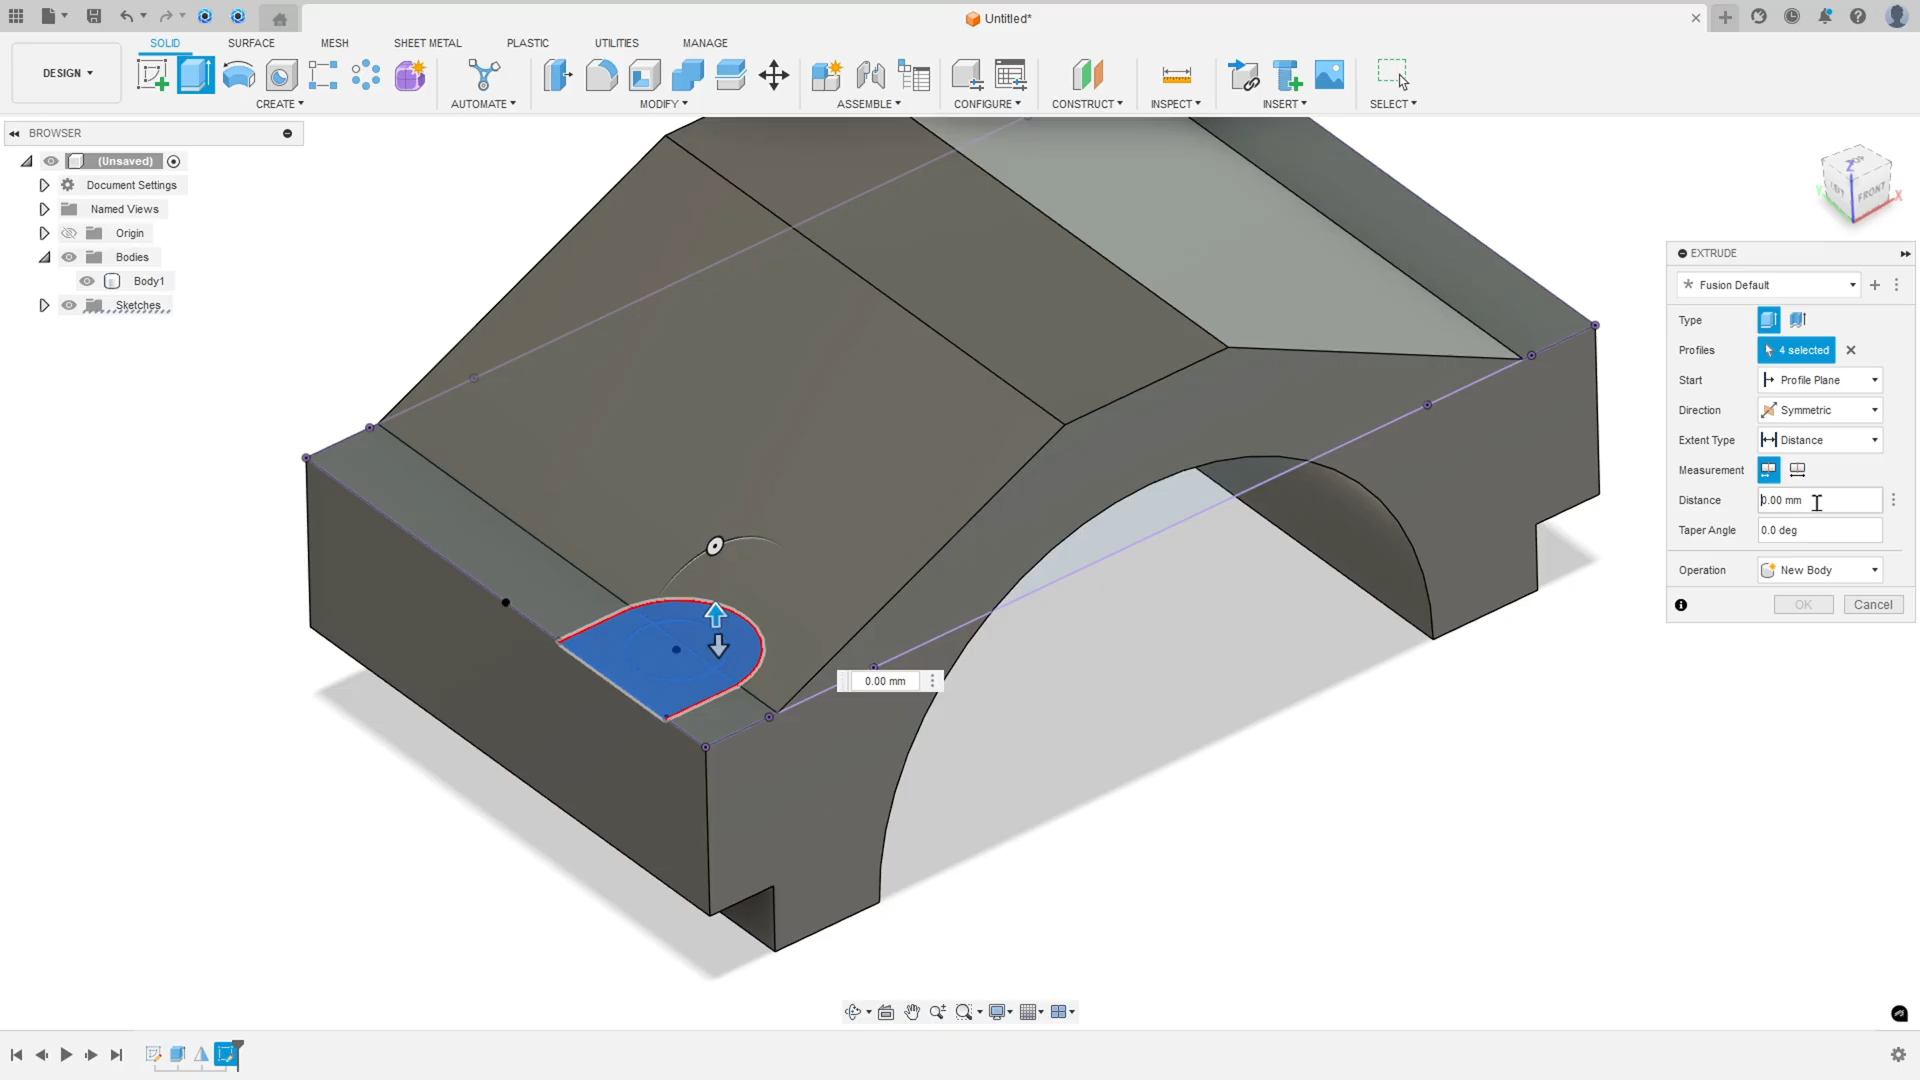 Untitled*
DESIGN
SOLID
SURFACE
MESH
SHEET METAL
PLASTIC
UTILITIES
MANAGE
CREATE
AUTOMATE
MODIFY
ASSEMBLE
CONFIGURE
CONSTRUCT
INSPECT
INSERT
SELECT
BROWSER
(Unsaved)
Document Settings
Named Views
Origin
Bodies
Body1
Sketches
TOP
FRONT
Z
X
Y
EXTRUDE
* Fusion Default
Type
Profiles 4 selected
Start Profile Plane
Direction Symmetric
Extent Type Distance
Measurement
Distance 0.00 mm
Taper Angle 0.0 deg
Operation New Body
OK Cancel
0.00 mm